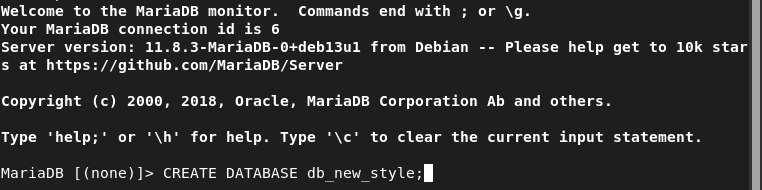 Welcome to the MariaDB monitor.  Commands end with ; or \g.
Your MariaDB connection id is 6
Server version: 11.8.3-MariaDB-0+deb13u1 from Debian -- Please help get to 10k star
s at https://github.com/MariaDB/Server
Copyright (c) 2000, 2018, Oracle, MariaDB Corporation Ab and others.
Type 'help;' or '\h' for help. Type '\c' to clear the current input statement.
MariaDB [(none)]> CREATE DATABASE db_new_style;